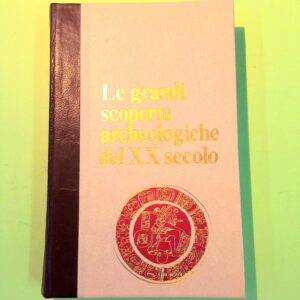 Le grandi
scoperte
archeologiche
del XX secolo